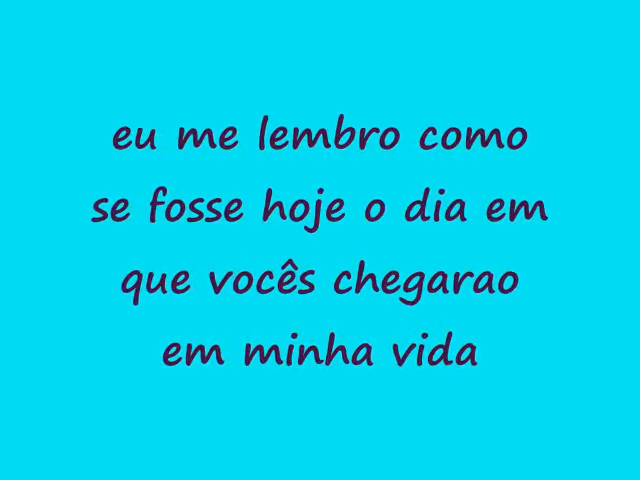 eu me lembro como
se fosse hoje o dia em
que vocês chegarao
em minha vida